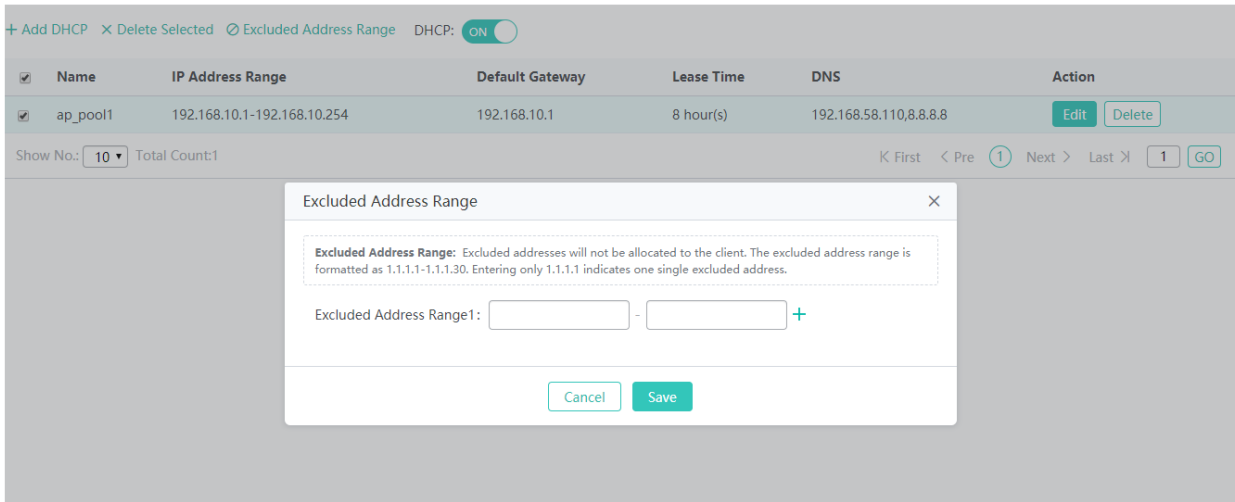 + Add DHCP × Delete Selected Excluded Address Range DHCP: ON
Name IP Address Range Default Gateway Lease Time DNS Action
ap_pool1 192.168.10.1-192.168.10.254 192.168.10.1 8 hour(s) 192.168.58.110,8.8.8.8 Edit Delete
Show No.: 10 Total Count:1 First < Pre 1 Next > Last 1 GO
Excluded Address Range ×
Excluded Address Range: Excluded addresses will not be allocated to the client. The excluded address range is
formatted as 1.1.1.1-1.1.1.30. Entering only 1.1.1.1 indicates one single excluded address.
Excluded Address Range1: - +
Cancel Save